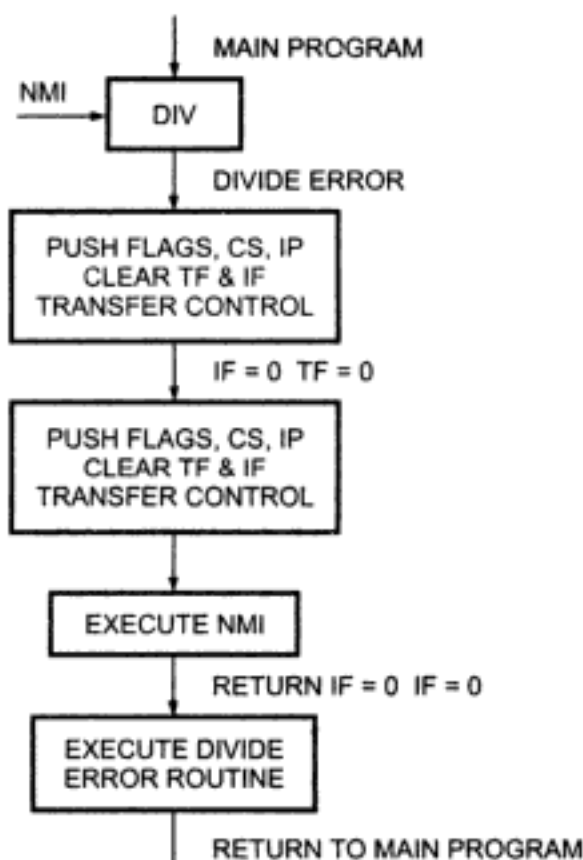 MAIN PROGRAM
NMI
DIV
DIVIDE ERROR
PUSH FLAGS, CS, IP
CLEAR TF & IF
TRANSFER CONTROL
IF = 0 TF = 0
PUSH FLAGS, CS, IP
CLEAR TF & IF
TRANSFER CONTROL
EXECUTE NMI
RETURN IF = 0 IF = 0
EXECUTE DIVIDE
ERROR ROUTINE
RETURN TO MAIN PROGRAM